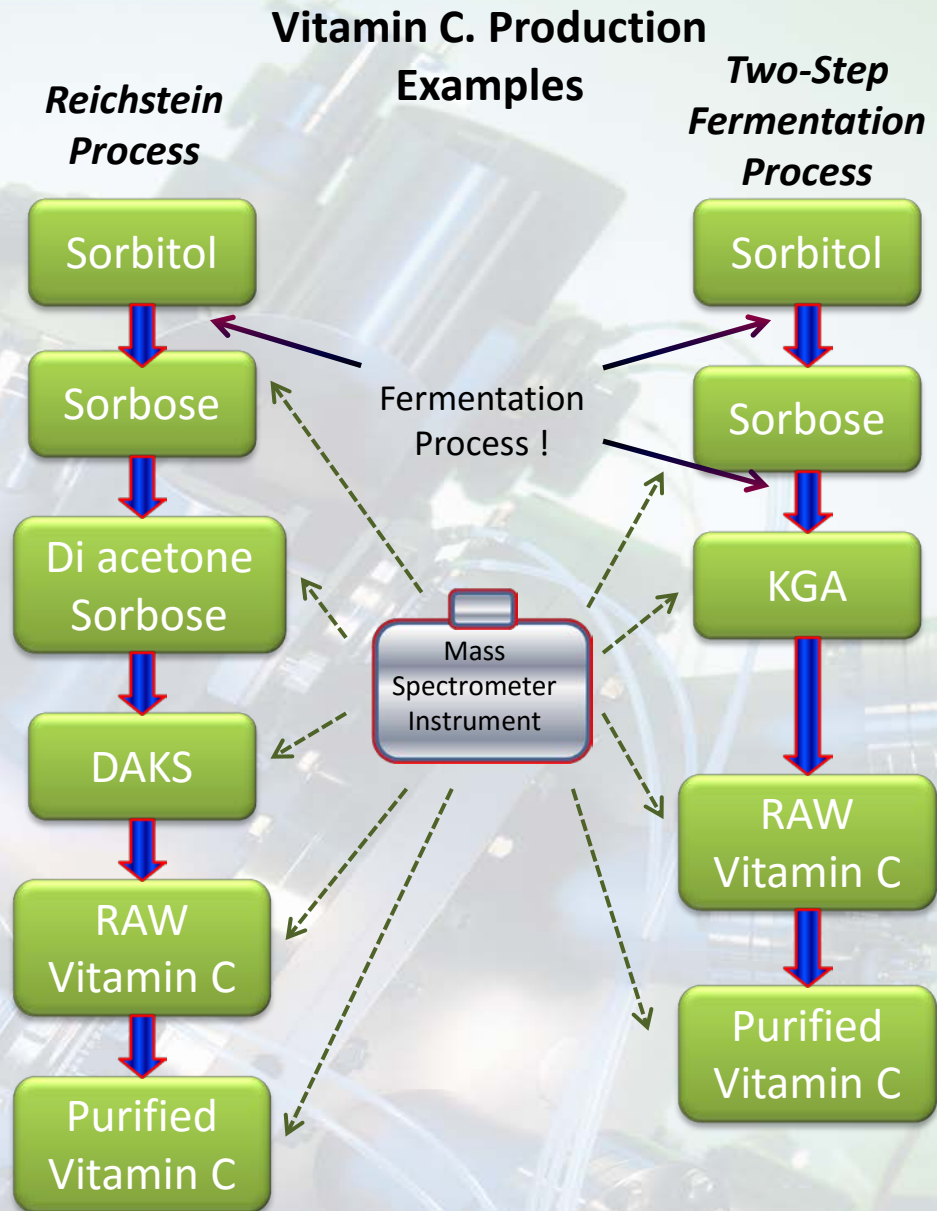 Vitamin C. Production
Examples
Reichstein
Process
Two-Step
Fermentation
Process
Sorbitol
Sorbose
Di acetone
Sorbose
DAKS
RAW
Vitamin C
Purified
Vitamin C
Fermentation
Process !
Mass
Spectrometer
Instrument
Sorbitol
Sorbose
KGA
RAW
Vitamin C
Purified
Vitamin C